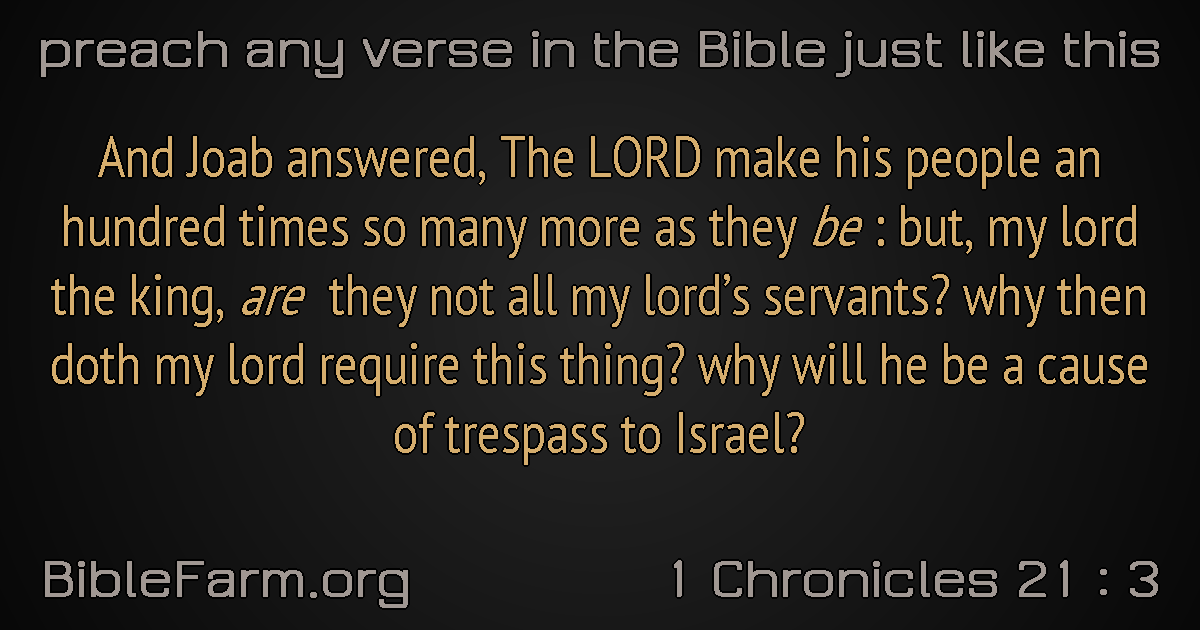 preach any verse in the Bible just like this
And Joab answered, The LORD make his people an
hundred times so many more as they be : but, my lord
the king, are they not all my lord’s servants? why then
doth my lord require this thing? why will he be a cause
of trespass to Israel?
BibleFarm.org
1 Chronicles 21 : 3